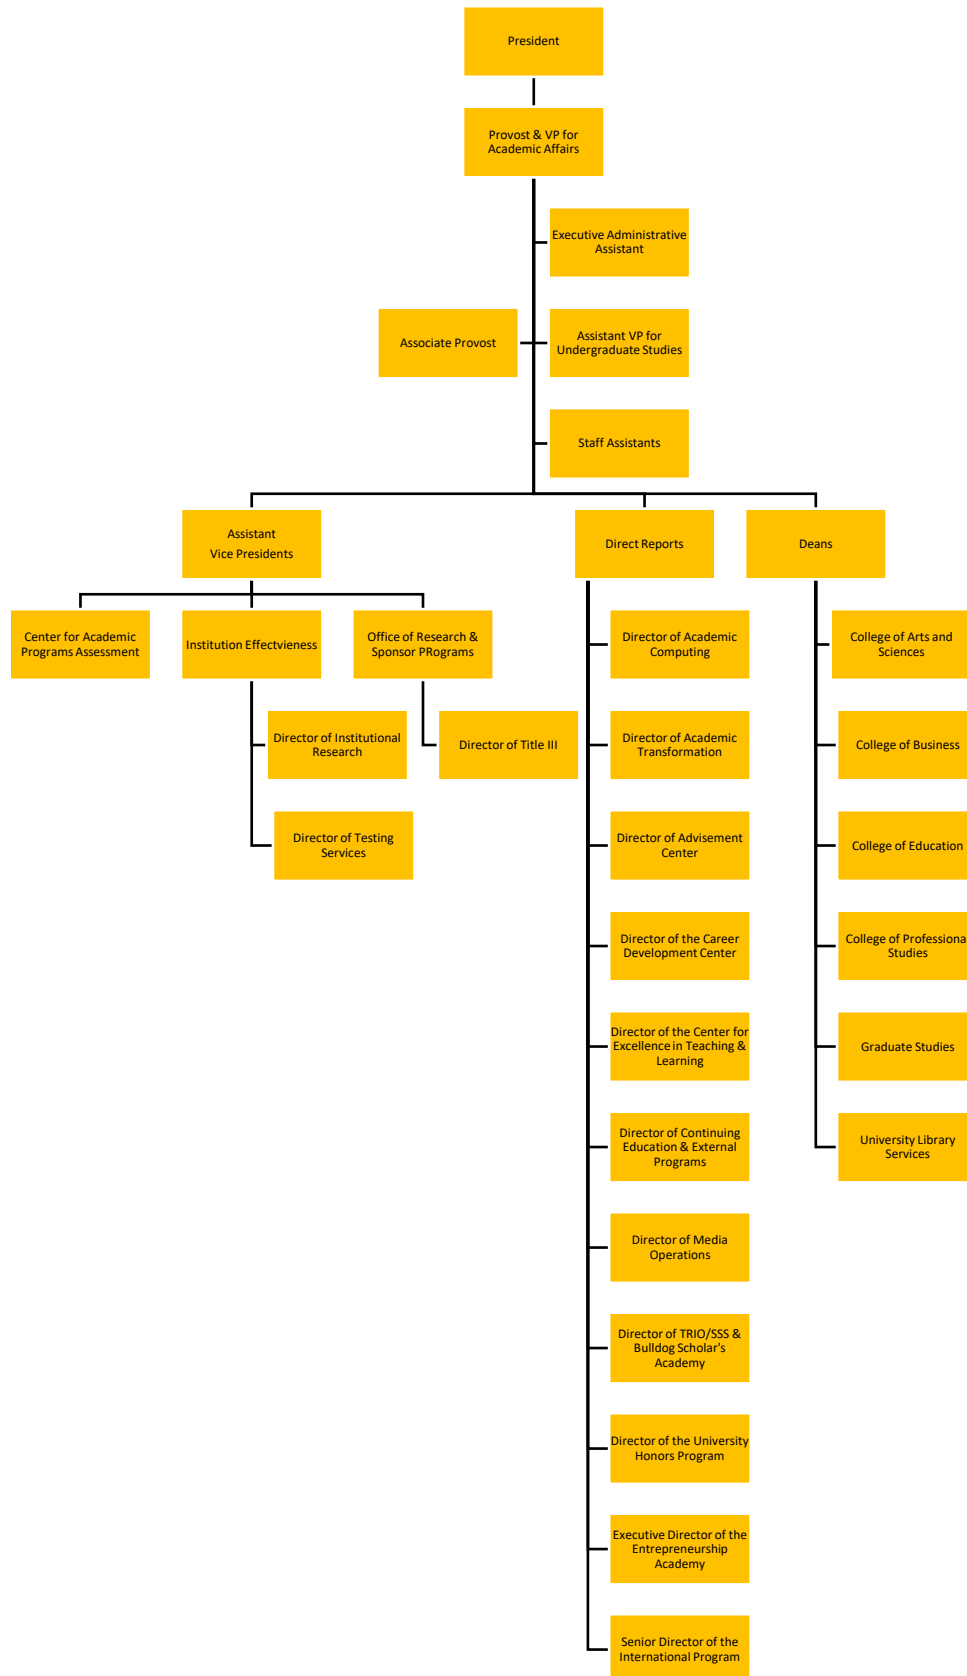 President
Provost & VP for
Academic Affairs
Executive Administrative
Assistant
Associate Provost
Assistant VP for
Undergraduate Studies
Staff Assistants
Assistant
Vice Presidents
Direct Reports
Deans
Center for Academic
Programs Assessment
Institution Effectvieness
Office of Research &
Sponsor PRograms
Director of Institutional
Research
Director of Testing
Services
Director of Title III
Director of Academic
Computing
Director of Academic
Transformation
Director of Advisement
Center
Director of the Career
Development Center
Director of the Center for
Excellence in Teaching &
Learning
Director of Continuing
Education & External
Programs
Director of Media
Operations
Director of TRIO/SSS &
Bulldog Scholar's
Academy
Director of the University
Honors Program
Executive Director of the
Entrepreneurship
Academy
Senior Director of the
International Program
College of Arts and
Sciences
College of Business
College of Education
College of Professional
Studies
Graduate Studies
University Library
Services